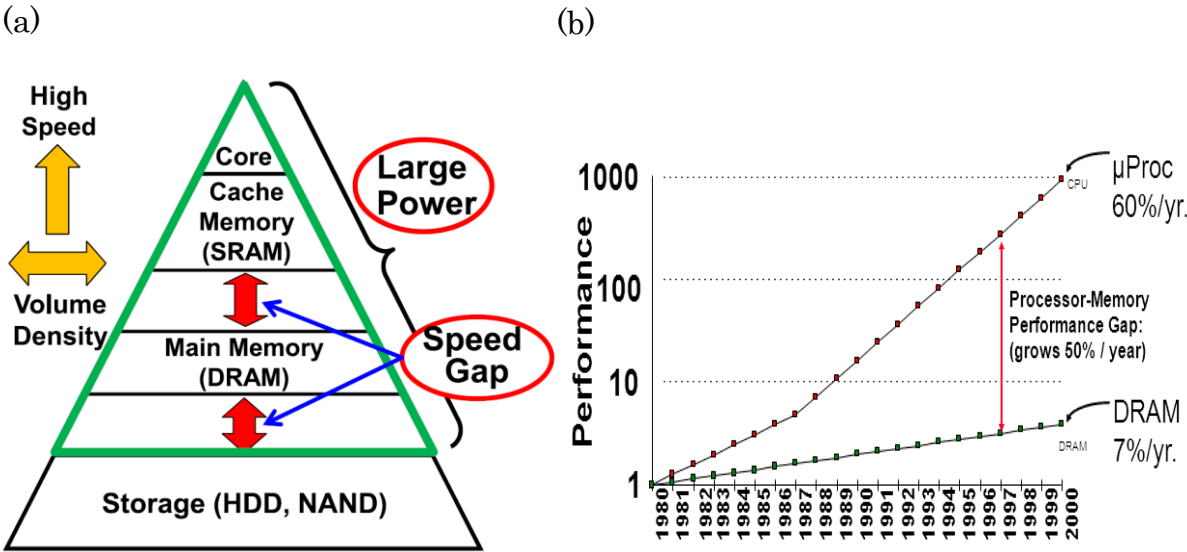 (a)
High
Speed
Volume
Density
Core
Cache
Memory
(SRAM)
Main Memory
(DRAM)
Storage (HDD, NAND)
Large
Power
Speed
Gap
(b)
Performance
1000
100
10
1
CPU
μProc
60%/yr.
Processor-Memory
Performance Gap:
(grows 50% / year)
DRAM
DRAM
7%/yr.
1980
1981
1982
1983
1984
1985
1986
1987
1988
1989
1990
1991
1992
1993
1994
1995
1996
1997
1998
1999
2000